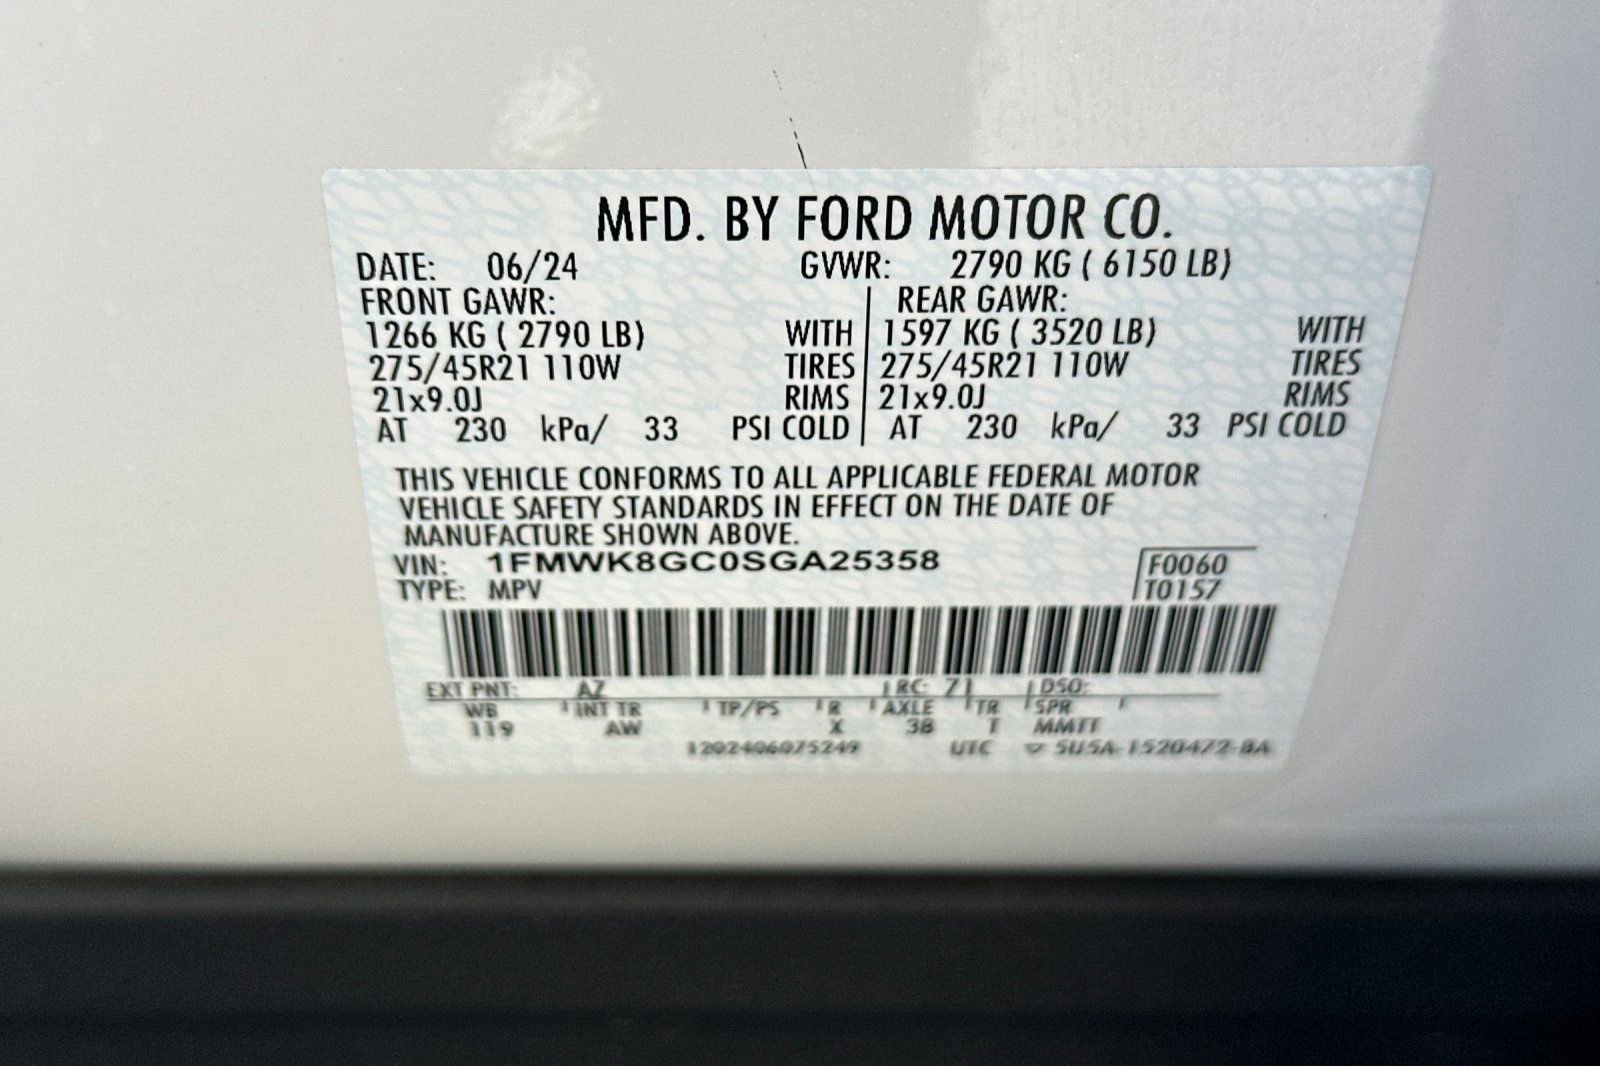 MFD. BY FORD MOTOR CO.
DATE: 06/24 GVWR: 2790 KG ( 6150 LB)
FRONT GAWR: REAR GAWR:
1266 KG ( 2790 LB) WITH 1597 KG ( 3520 LB) WITH
275/45R21 110W TIRES 275/45R21 110W TIRES
21x9.0J RIMS 21x9.0J RIMS
AT 230 kPa/ 33 PSI COLD AT 230 kPa/ 33 PSI COLD
THIS VEHICLE CONFORMS TO ALL APPLICABLE FEDERAL MOTOR
VEHICLE SAFETY STANDARDS IN EFFECT ON THE DATE OF
MANUFACTURE SHOWN ABOVE.
VIN: 1FMWK8GC0SGA25358 F0060
TYPE: MPV T0157
EXT PNT: AZ RC: 71 DSO:
WB INT TR TP/PS R AXLE TR SPR
119 AW X 38 T
1202406075249 UTC 5U5A-1520472-BA